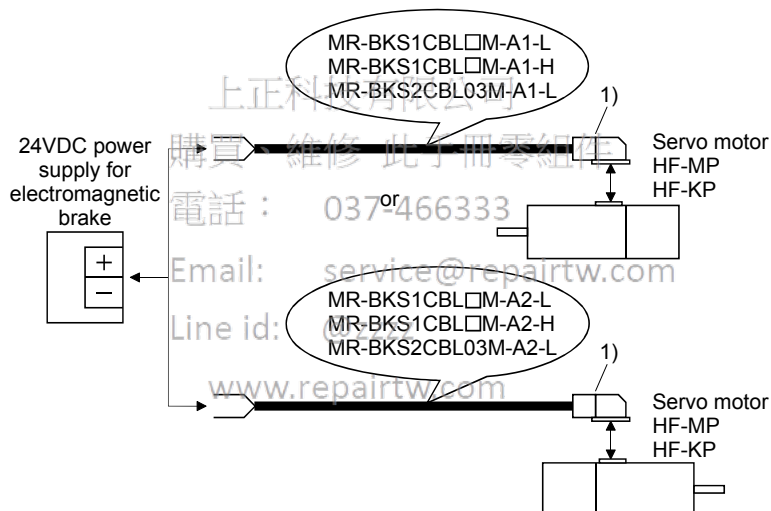 MR-BKS1CBL□M-A1-L
MR-BKS1CBL□M-A1-H
MR-BKS2CBL03M-A1-L
1)
上正科技有限公司
24VDC power
supply for
electromagnetic
brake
購買、維修 此手冊零組件
Servo motor
HF-MP
HF-KP
or
電話： 037-466333
+
−
Email: service@repairtw.com
MR-BKS1CBL□M-A2-L
MR-BKS1CBL□M-A2-H
MR-BKS2CBL03M-A2-L
Line id: @zzzz
1)
www.repairtw.com
Servo motor
HF-MP
HF-KP